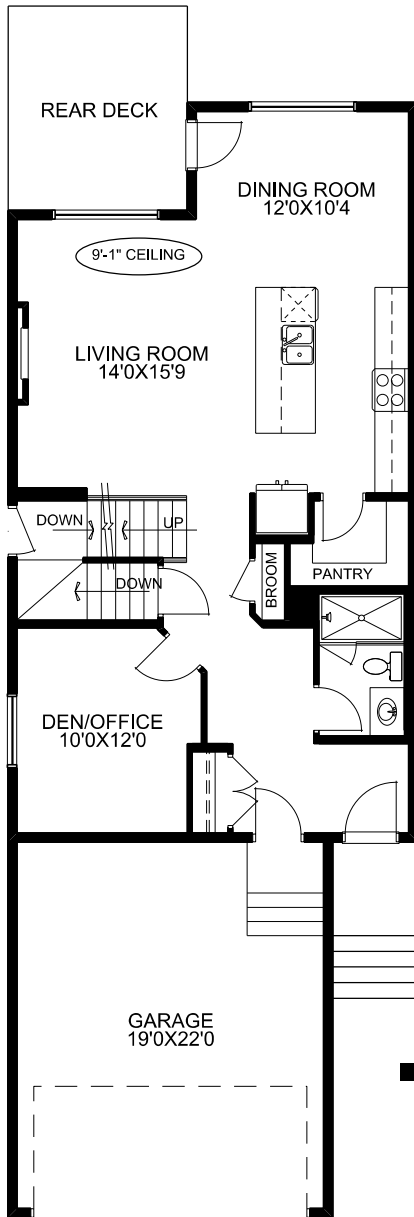 REAR DECK
DINING ROOM
12'0X10'4
9'-1" CEILING
LIVING ROOM
14'0X15'9
DOWN
UP
DOWN
BROOM
PANTRY
DEN/OFFICE
10'0X12'0
GARAGE
19'0X22'0